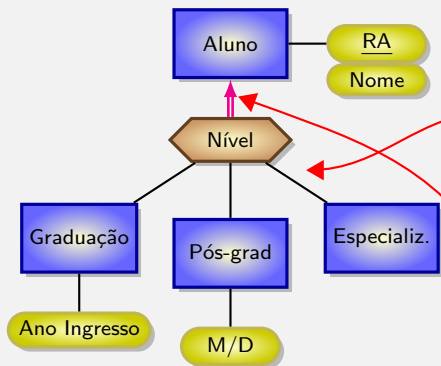 Aluno
RA
Nome
Nível
Graduação
Pós-grad
Especializ.
Ano Ingresso
M/D